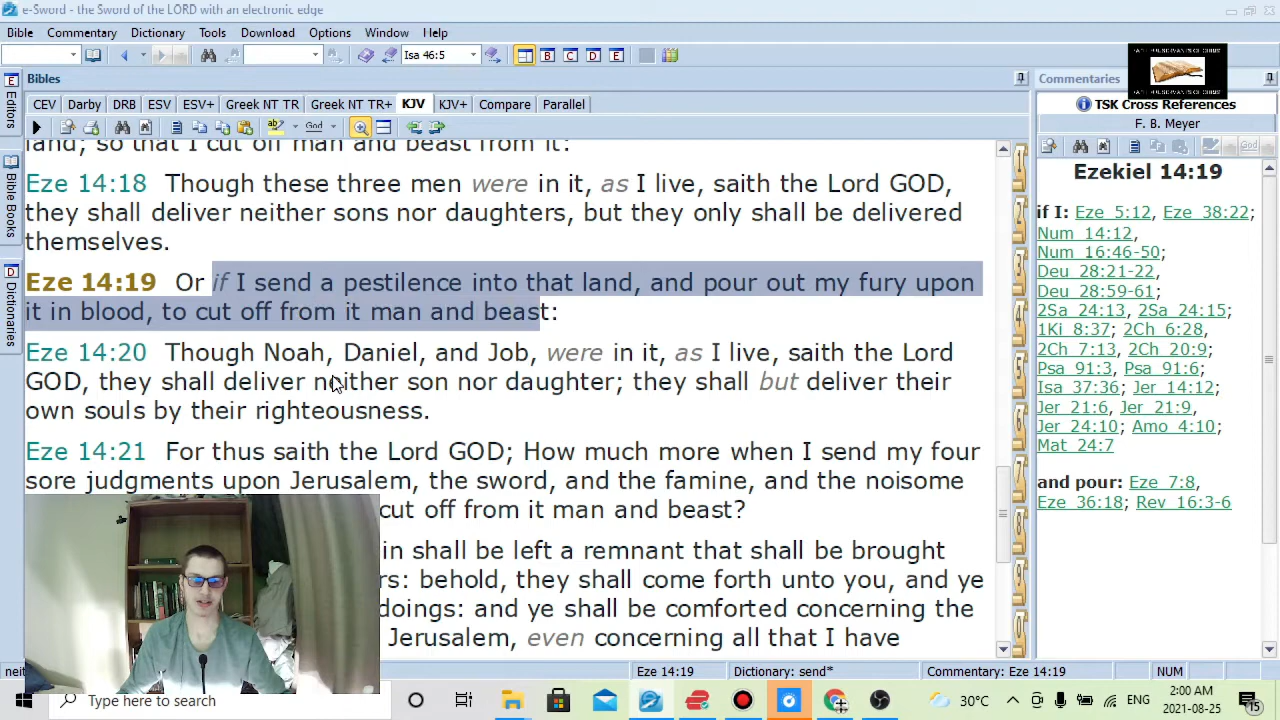 e-Sword - the Sword of the LORD with an electronic edge
Bible Commentary Dictionary Tools Download Options Window Help
Isa 46:5 B C D E
Bibles
CEV Darby DRB ESV ESV+ Greek NT TR Greek NT TR+ KJV KJV+ Compare Parallel
God
Editors
Bible Books
Dictionaries
land; so that I cut off man and beast from it:
Eze 14:18 Though these three men were in it, as I live, saith the Lord GOD,
they shall deliver neither sons nor daughters, but they only shall be delivered
themselves.
Eze 14:19 Or if I send a pestilence into that land, and pour out my fury upon
it in blood, to cut off from it man and beast:
Eze 14:20 Though Noah, Daniel, and Job, were in it, as I live, saith the Lord
GOD, they shall deliver neither son nor daughter; they shall but deliver their
own souls by their righteousness.
Eze 14:21 For thus saith the Lord GOD; How much more when I send my four
sore judgments upon Jerusalem, the sword, and the famine, and the noisome
cut off from it man and beast?
in shall be left a remnant that shall be brought
rs: behold, they shall come forth unto you, and ye
doings: and ye shall be comforted concerning the
Jerusalem, even concerning all that I have
Commentaries
TSK Cross References
F. B. Meyer
God
Ezekiel 14:19
if I: Eze 5:12, Eze 38:22;
Num 14:12,
Num 16:46-50;
Deu 28:21-22,
Deu 28:59-61;
2Sa 24:13, 2Sa 24:15;
1Ki 8:37; 2Ch 6:28,
2Ch 7:13, 2Ch 20:9;
Psa 91:3, Psa 91:6;
Isa 37:36; Jer 14:12,
Jer 21:6, Jer 21:9,
Jer 24:10; Amo 4:10;
Mat 24:7
and pour: Eze 7:8,
Eze 36:18; Rev 16:3-6
Eze 14:19 Dictionary: send* Commentary: Eze 14:19 NUM
Type here to search
30°C ENG 2:00 AM
2021-08-25 15